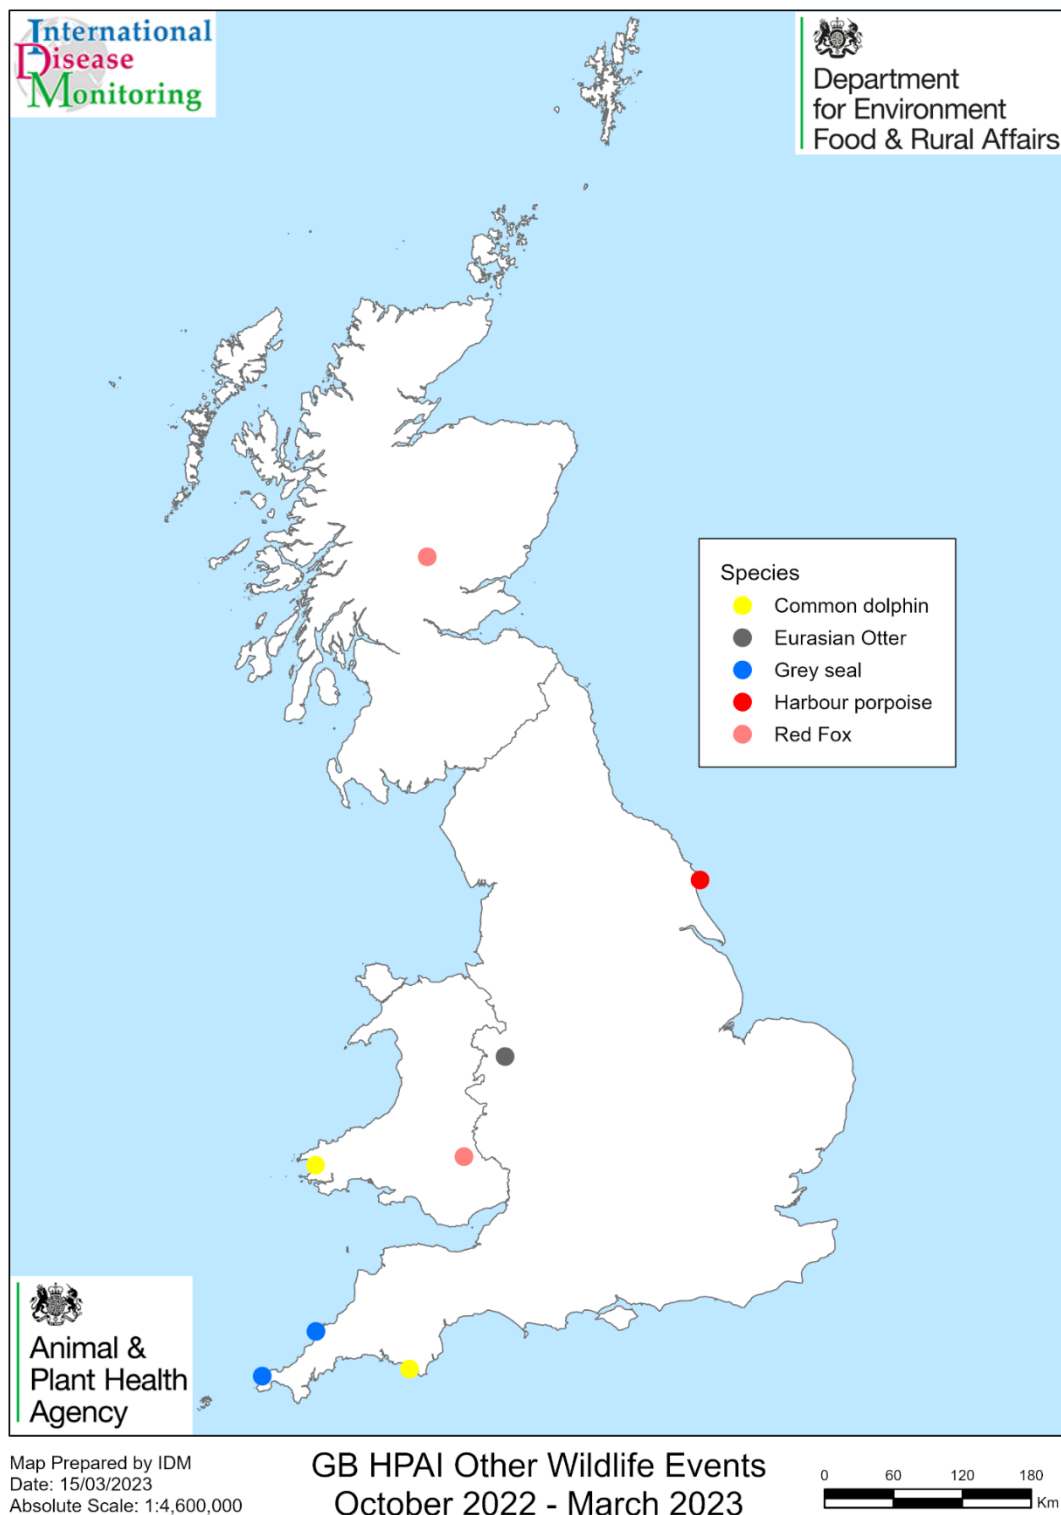 International
Disease
Monitoring
Department
for Environment
Food & Rural Affairs
Species
Common dolphin
Eurasian Otter
Grey seal
Harbour porpoise
Red Fox
Animal &
Plant Health
Agency
Map Prepared by IDM
Date: 15/03/2023
Absolute Scale: 1:4,600,000
GB HPAI Other Wildlife Events
October 2022 - March 2023
0 60 120 180
Km